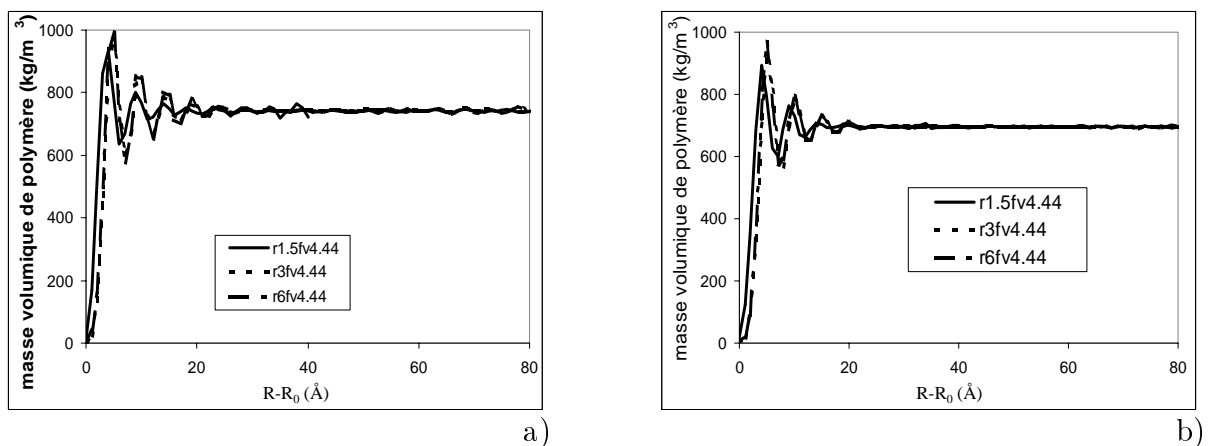 masse volumique de polymère (kg/m³)
1000
800
600
400
200
0
r1.5fv4.44
r3fv4.44
r6fv4.44
0 20 40 60 80
R-R₀ (Å)
a)
masse volumique de polymère (kg/m³)
1000
800
600
400
200
0
r1.5fv4.44
r3fv4.44
r6fv4.44
0 20 40 60 80
R-R₀ (Å)
b)